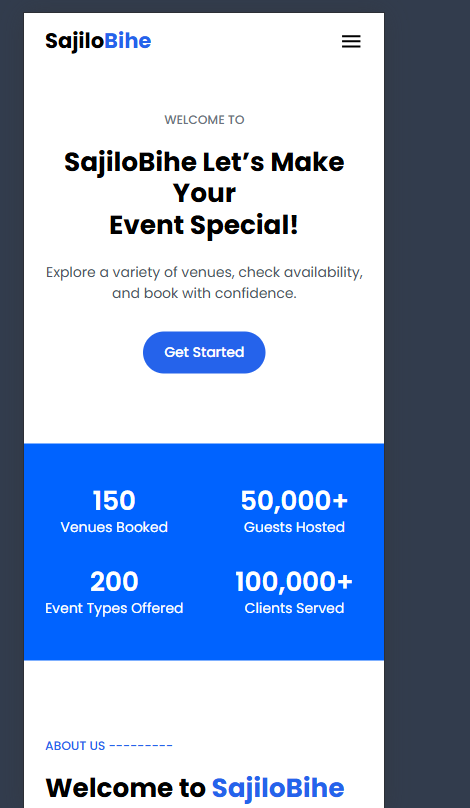 SajiloBihe
WELCOME TO
SajiloBihe Let’s Make
Your
Event Special!
Explore a variety of venues, check availability,
and book with confidence.
Get Started
150 50,000+
Venues Booked Guests Hosted
200 100,000+
Event Types Offered Clients Served
ABOUT US ---------
Welcome to SajiloBihe